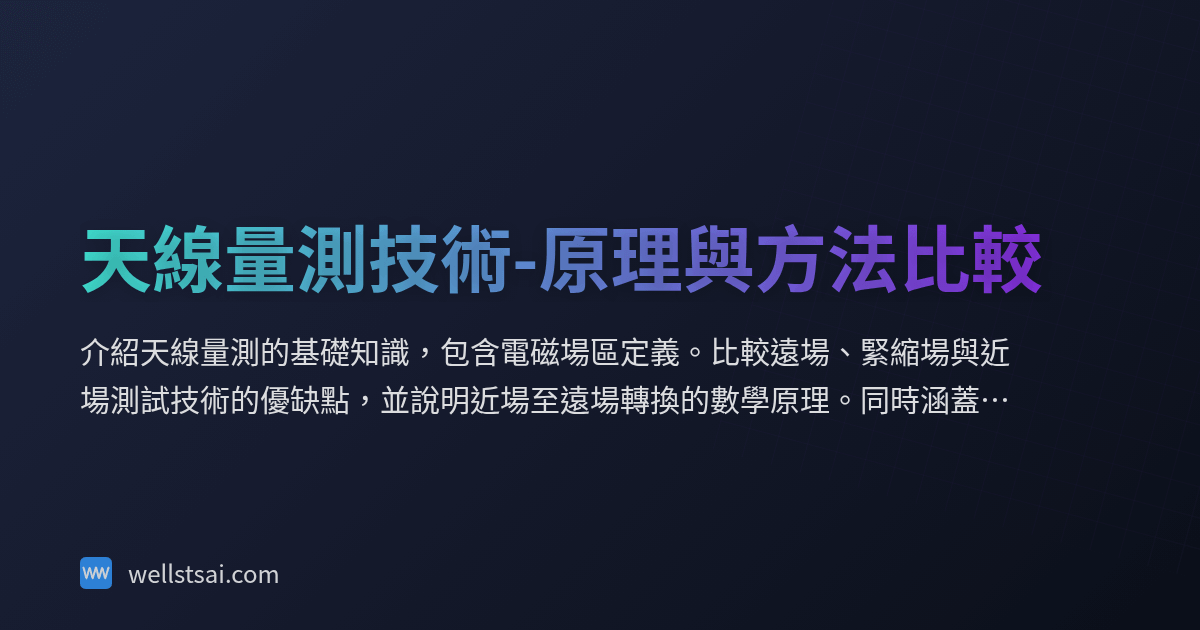 天線量測技術-原理與方法比較
介紹天線量測的基礎知識，包含電磁場區定義。比較遠場、緊縮場與近
場測試技術的優缺點，並說明近場至遠場轉換的數學原理。同時涵蓋⋯
wellstsai.com